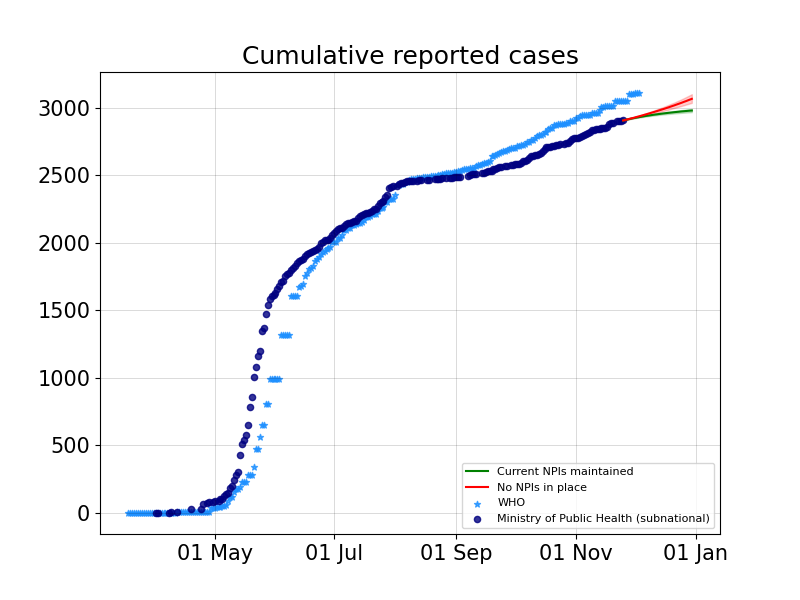 Cumulative reported cases
3000
2500
2000
1500
1000
500
0
01 May 01 Jul 01 Sep 01 Nov 01 Jan
Current NPIs maintained
No NPIs in place
WHO
Ministry of Public Health (subnational)